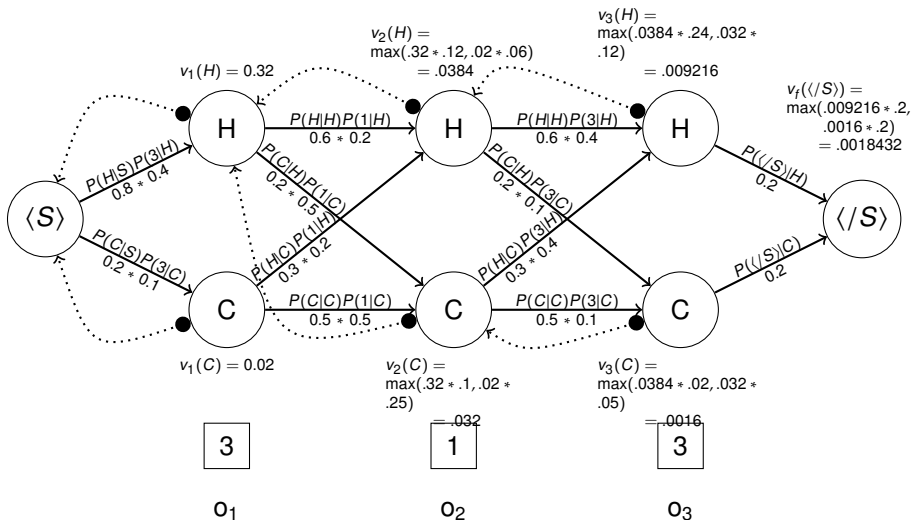 v₃(H) =
max(.0384 ∗ .24, .032 ∗
.12)
= .009216
v₂(H) =
max(.32 ∗ .12, .02 ∗ .06)
= .0384
v₁(H) = 0.32
v_f(⟨/S⟩) =
max(.009216 ∗ .2,
.0016 ∗ .2)
= .0018432
H
P(H|H)P(1|H)
0.6 ∗ 0.2
H
P(H|H)P(3|H)
0.6 ∗ 0.4
H
P(H|S)P(3|H)
0.8 ∗ 0.4
P(C|H)P(1|C)
0.2 ∗ 0.5
P(C|H)P(3|C)
0.2 ∗ 0.1
P(⟨/S⟩|H)
0.2
⟨S⟩
⟨/S⟩
P(C|S)P(3|C)
0.2 ∗ 0.1
P(H|C)P(1|H)
0.3 ∗ 0.2
P(H|C)P(3|H)
0.3 ∗ 0.4
P(⟨/S⟩|C)
0.2
C
P(C|C)P(1|C)
0.5 ∗ 0.5
C
P(C|C)P(3|C)
0.5 ∗ 0.1
C
v₁(C) = 0.02
v₂(C) =
max(.32 ∗ .1, .02 ∗
.25)
= .032
v₃(C) =
max(.0384 ∗ .02, .032 ∗
.05)
= .0016
3 1 3
o₁ o₂ o₃